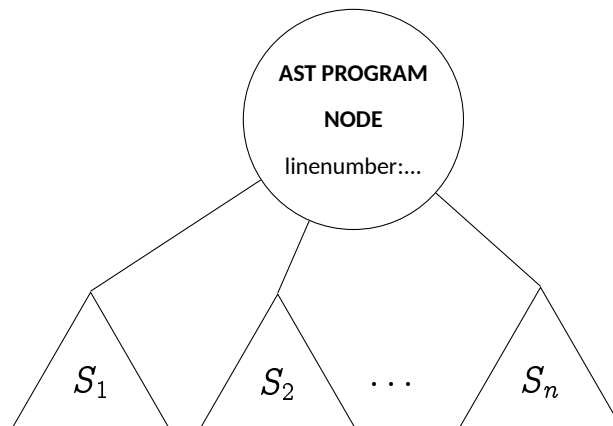 AST PROGRAM
NODE
linenumber:...
S₁ S₂ ... Sₙ